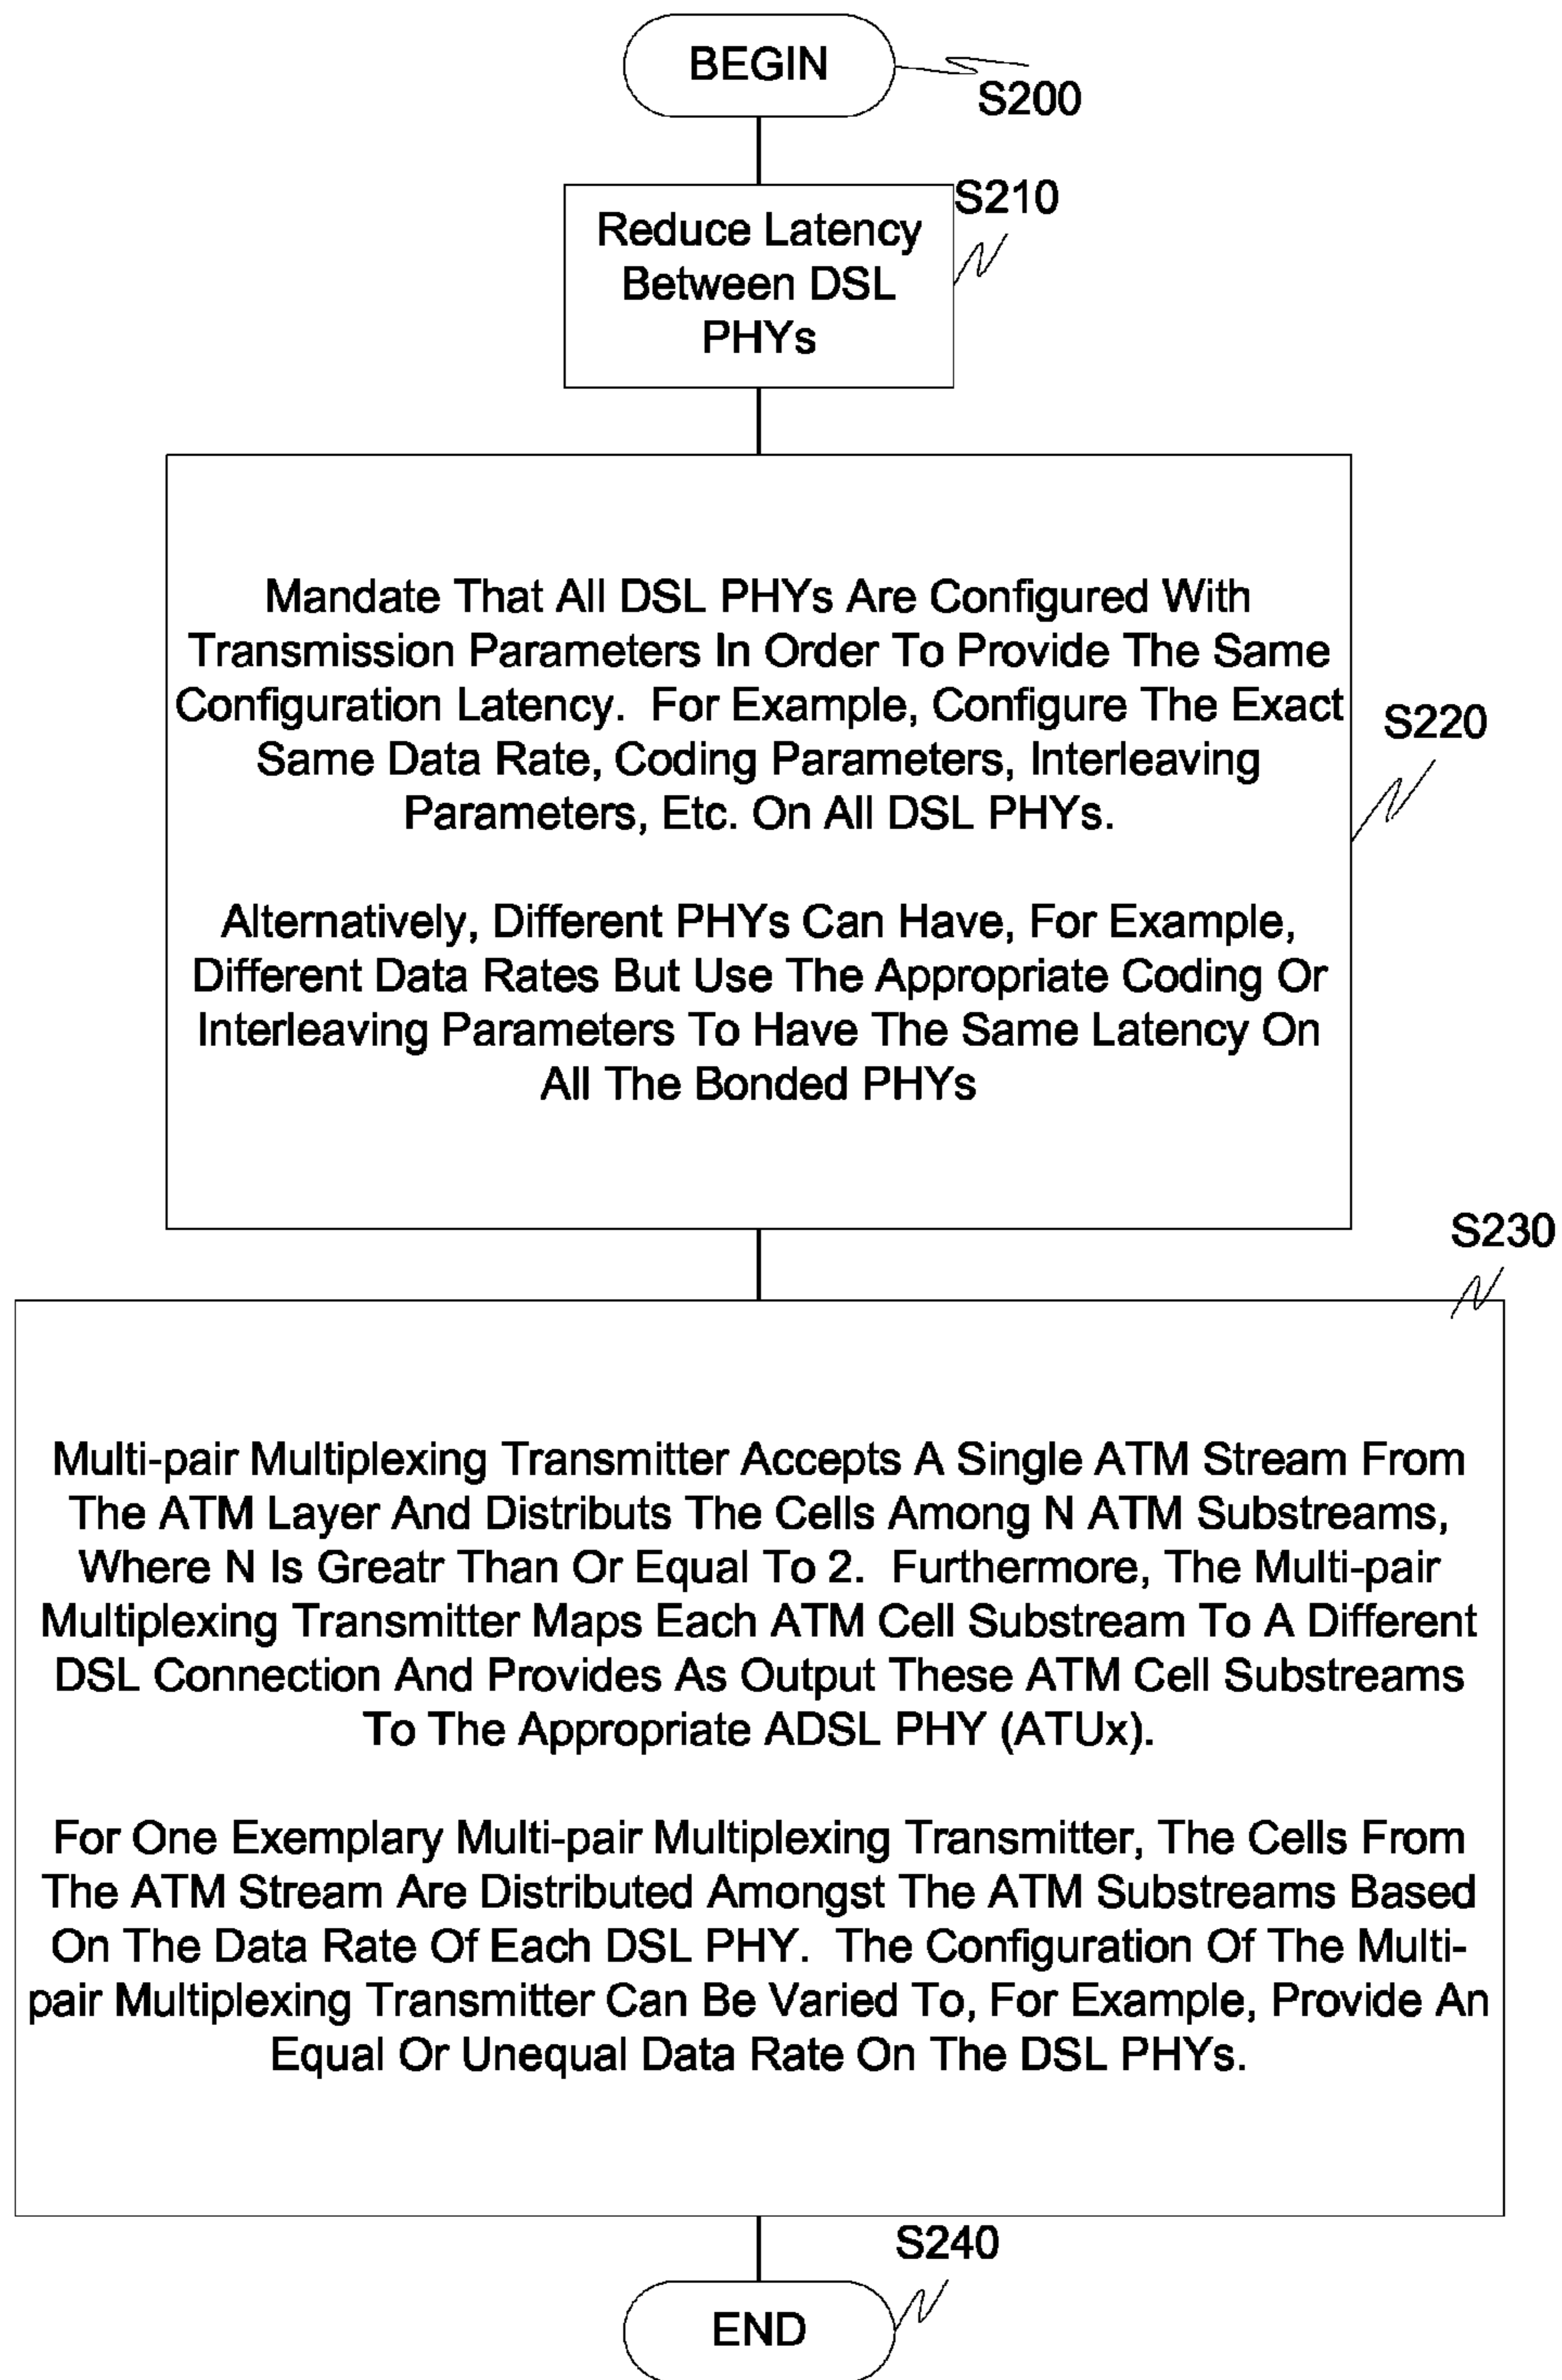 BEGIN
S200
S210
Reduce Latency
Between DSL
PHYs
Mandate That All DSL PHYs Are Configured With
Transmission Parameters In Order To Provide The Same
Configuration Latency.  For Example, Configure The Exact
Same Data Rate, Coding Parameters, Interleaving
Parameters, Etc. On All DSL PHYs.
S220
Alternatively, Different PHYs Can Have, For Example,
Different Data Rates But Use The Appropriate Coding Or
Interleaving Parameters To Have The Same Latency On
All The Bonded PHYs
S230
Multi-pair Multiplexing Transmitter Accepts A Single ATM Stream From
The ATM Layer And Distributs The Cells Among N ATM Substreams,
Where N Is Greatr Than Or Equal To 2.  Furthermore, The Multi-pair
Multiplexing Transmitter Maps Each ATM Cell Substream To A Different
DSL Connection And Provides As Output These ATM Cell Substreams
To The Appropriate ADSL PHY (ATUx).
For One Exemplary Multi-pair Multiplexing Transmitter, The Cells From
The ATM Stream Are Distributed Amongst The ATM Substreams Based
On The Data Rate Of Each DSL PHY.  The Configuration Of The Multi-
pair Multiplexing Transmitter Can Be Varied To, For Example, Provide An
Equal Or Unequal Data Rate On The DSL PHYs.
S240
END